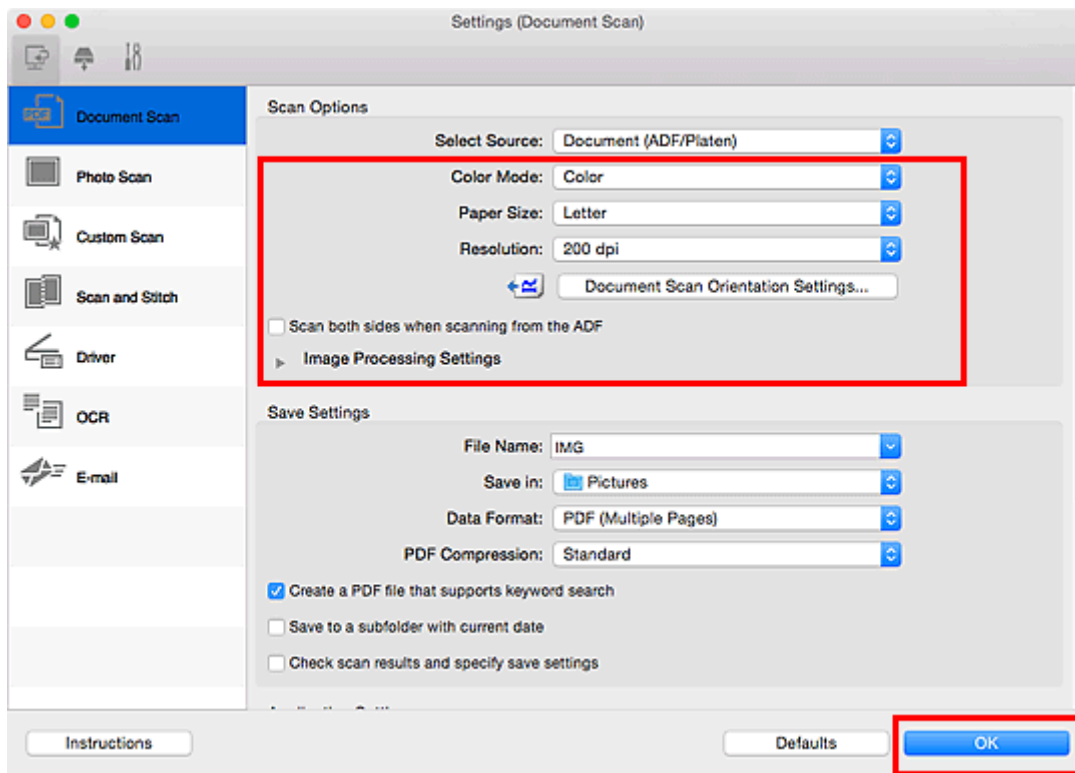 Settings (Document Scan)
PDF
Document Scan
Photo Scan
Custom Scan
Scan and Stitch
Driver
OCR
E-mail
Scan Options
Select Source: Document (ADF/Platen)
Color Mode: Color
Paper Size: Letter
Resolution: 200 dpi
Document Scan Orientation Settings...
Scan both sides when scanning from the ADF
Image Processing Settings
Save Settings
File Name: IMG
Save in: Pictures
Data Format: PDF (Multiple Pages)
PDF Compression: Standard
Create a PDF file that supports keyword search
Save to a subfolder with current date
Check scan results and specify save settings
Instructions
Defaults
OK